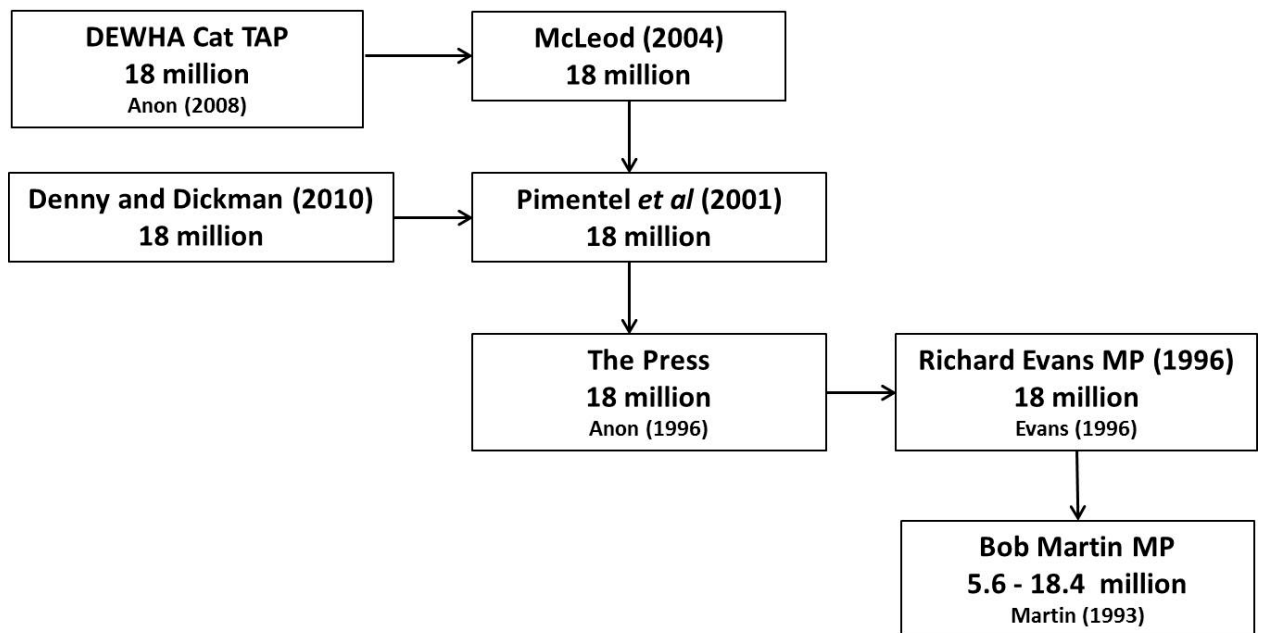 DEWHA Cat TAP
18 million
Anon (2008)
McLeod (2004)
18 million
Denny and Dickman (2010)
18 million
Pimentel et al (2001)
18 million
The Press
18 million
Anon (1996)
Richard Evans MP (1996)
18 million
Evans (1996)
Bob Martin MP
5.6 - 18.4 million
Martin (1993)